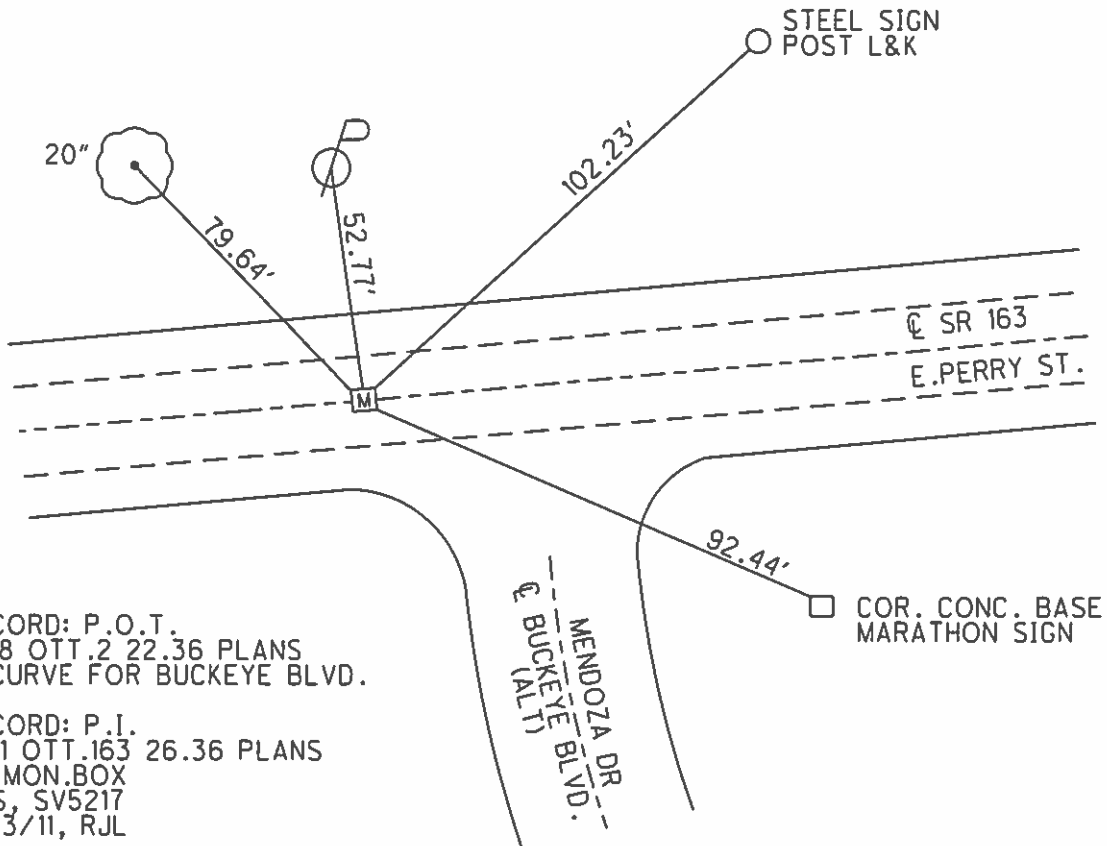 STEEL SIGN
POST L&K
20"
102.23'
79.64'
52.77'
℄ SR 163
E.PERRY ST.
M
92.44'
COR. CONC. BASE
MARATHON SIGN
MENDOZA DR
℄ BUCKEYE BLVD.
(ALT)
CORD: P.O.T.
8 OTT.2 22.36 PLANS
CURVE FOR BUCKEYE BLVD.
CORD: P.I.
1 OTT.163 26.36 PLANS
MON.BOX
S, SV5217
3/11, RJL